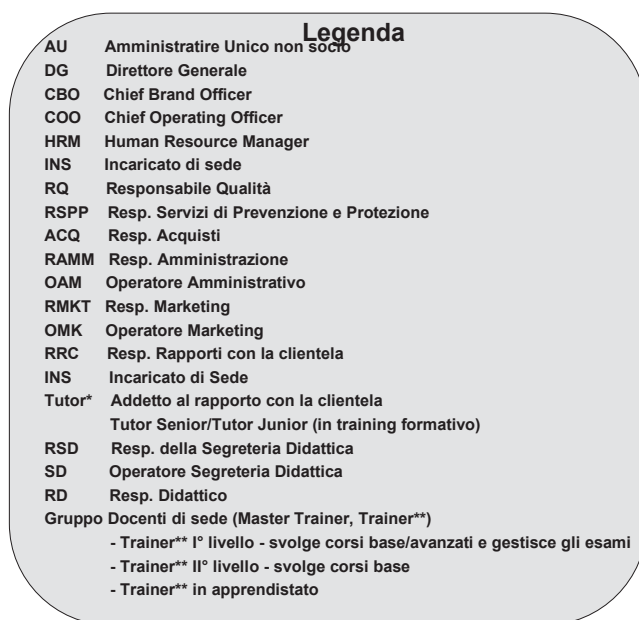 Legenda
AU Amministratire Unico non socio
DG Direttore Generale
CBO Chief Brand Officer
COO Chief Operating Officer
HRM Human Resource Manager
INS Incaricato di sede
RQ Responsabile Qualità
RSPP Resp. Servizi di Prevenzione e Protezione
ACQ Resp. Acquisti
RAMM Resp. Amministrazione
OAM Operatore Amministrativo
RMKT Resp. Marketing
OMK Operatore Marketing
RRC Resp. Rapporti con la clientela
INS Incaricato di Sede
Tutor* Addetto al rapporto con la clientela
Tutor Senior/Tutor Junior (in training formativo)
RSD Resp. della Segreteria Didattica
SD Operatore Segreteria Didattica
RD Resp. Didattico
Gruppo Docenti di sede (Master Trainer, Trainer**)
- Trainer** I° livello - svolge corsi base/avanzati e gestisce gli esami
- Trainer** II° livello - svolge corsi base
- Trainer** in apprendistato